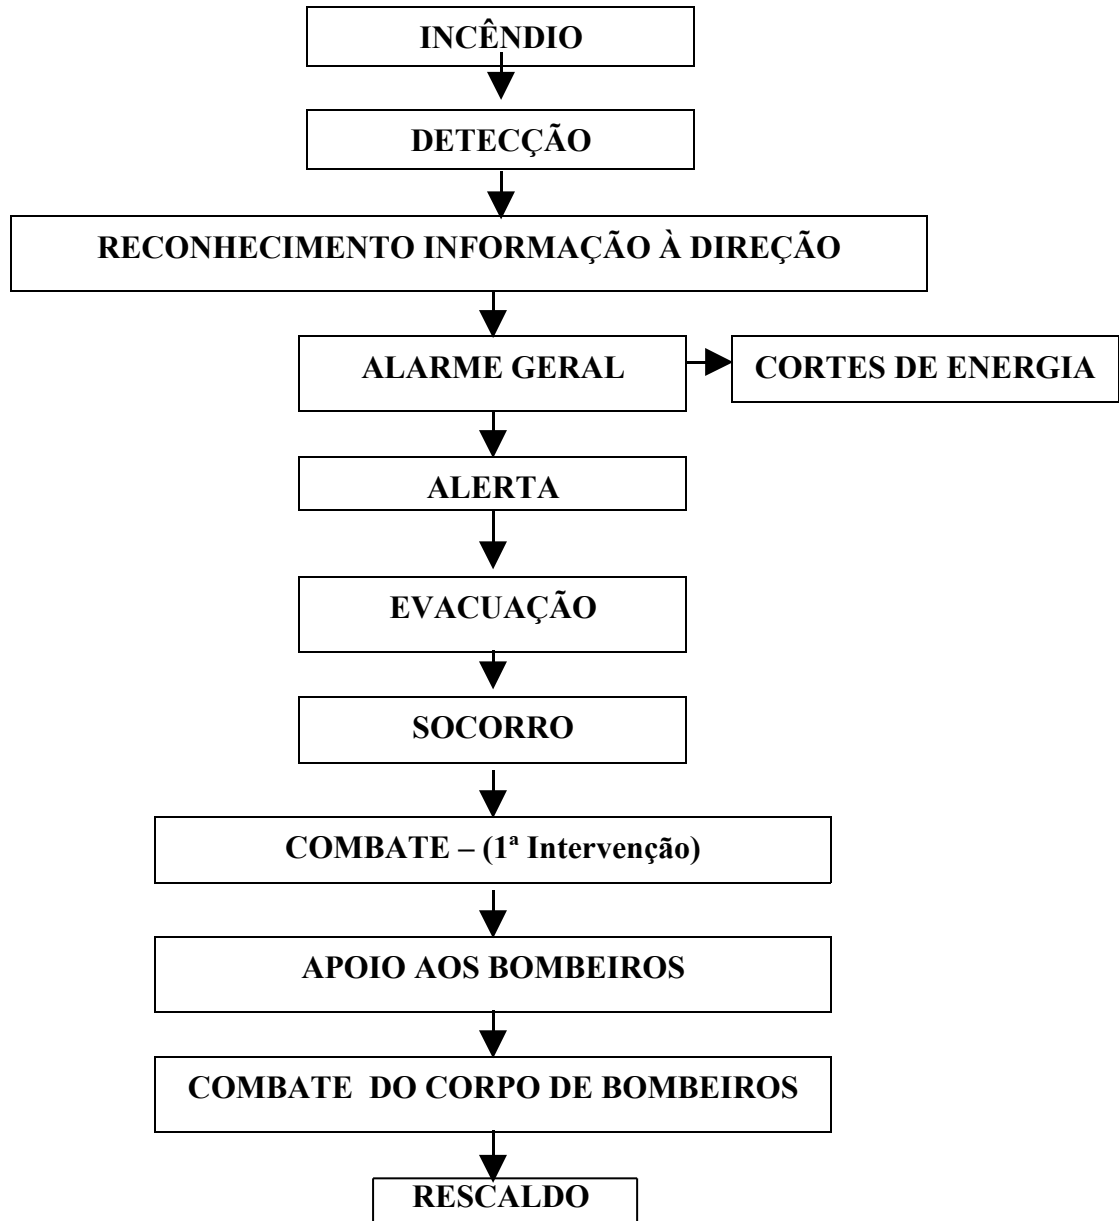 INCÊNDIO
DETECÇÃO
RECONHECIMENTO INFORMAÇÃO À DIREÇÃO
ALARME GERAL
CORTES DE ENERGIA
ALERTA
EVACUAÇÃO
SOCORRO
COMBATE – (1ª Intervenção)
APOIO AOS BOMBEIROS
COMBATE DO CORPO DE BOMBEIROS
RESCALDO